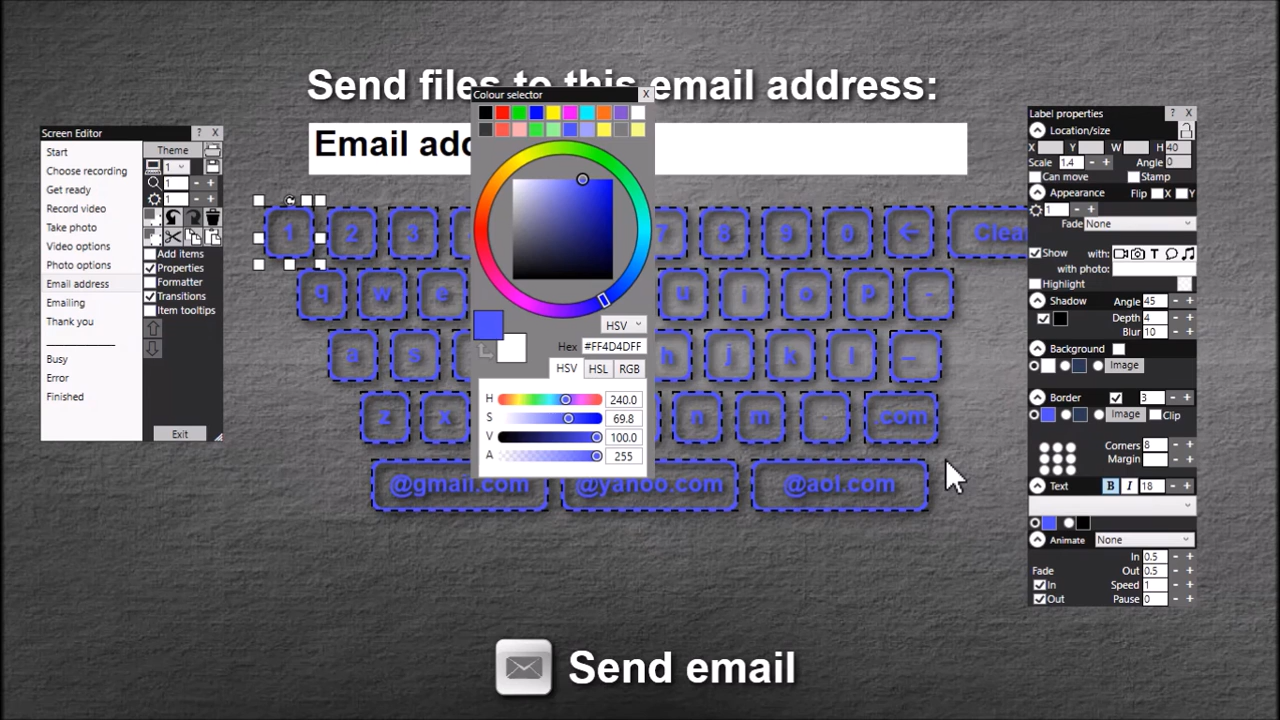 Send files to this email address:
Colour selector X
Email add
Screen Editor ? X
Start
Choose recording
Get ready
Record video
Take photo
Video options
Photo options
Email address
Emailing
Thank you
Busy
Error
Finished
Theme
1
1 - +
1 - +
Add items
Properties
Formatter
Transitions
Item tooltips
Exit
1 2 3 7 8 9 0 ← Clear
q w e u i o p -
a s h j k l _
z x n m . .com
@gmail.com @yahoo.com @aol.com
HSV
Hex #FF4D4DFF
HSV HSL RGB
H 240.0
S 69.8
V 100.0
A 255
Label properties ? X
Location/size
X Y W H 40
Scale 1.4 - + Angle 0
Can move Stamp
Appearance Flip X Y
1 - +
Fade None
Show with: T
with photo:
Highlight
Shadow Angle 45
Depth 4
Blur 10
Background
Image
Border 3 - +
Image Clip
Corners 8 - +
Margin - +
Text B I 18 - +
Animate None
In 0.5 - +
Fade Out 0.5 - +
In Speed 1 - +
Out Pause 0 - +
Send email